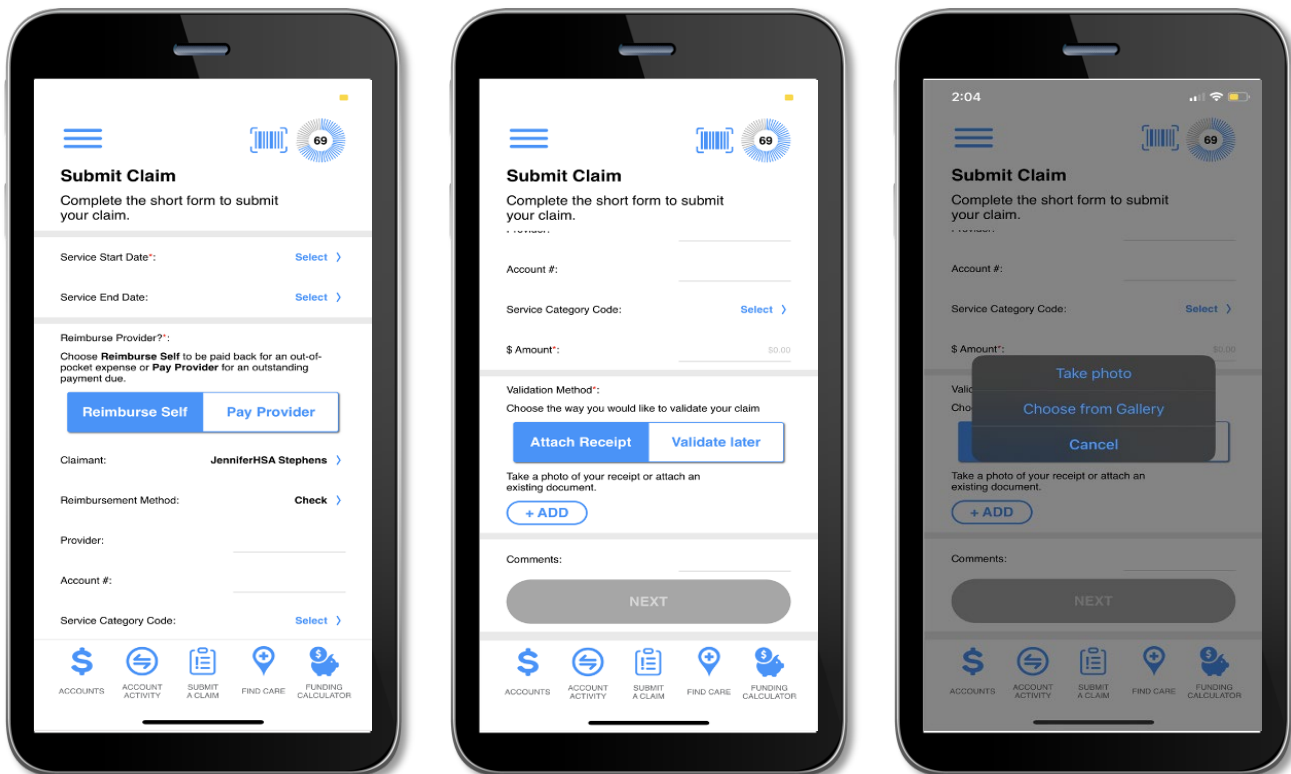 69
Submit Claim
Complete the short form to submit
your claim.
Service Start Date*: Select >
Service End Date: Select >
Reimburse Provider?*:
Choose Reimburse Self to be paid back for an out-of-
pocket expense or Pay Provider for an outstanding
payment due.
Reimburse Self Pay Provider
Claimant: JenniferHSA Stephens >
Reimbursement Method: Check >
Provider:
Account #:
Service Category Code: Select >
ACCOUNTS
ACCOUNT
ACTIVITY
SUBMIT
A CLAIM
FIND CARE
FUNDING
CALCULATOR
69
Submit Claim
Complete the short form to submit
your claim.
Provider:
Account #:
Service Category Code: Select >
$ Amount*: $0.00
Validation Method*:
Choose the way you would like to validate your claim
Attach Receipt Validate later
Take a photo of your receipt or attach an
existing document.
+ ADD
Comments:
NEXT
ACCOUNTS
ACCOUNT
ACTIVITY
SUBMIT
A CLAIM
FIND CARE
FUNDING
CALCULATOR
2:04
69
Submit Claim
Complete the short form to submit
your claim.
Provider:
Account #:
Service Category Code: Select >
$ Amount*: $0.00
Take photo
Valid
Choose from Gallery
Cho
Cancel
Take a photo of your receipt or attach an
existing document.
+ ADD
Comments:
NEXT
ACCOUNTS
ACCOUNT
ACTIVITY
SUBMIT
A CLAIM
FIND CARE
FUNDING
CALCULATOR